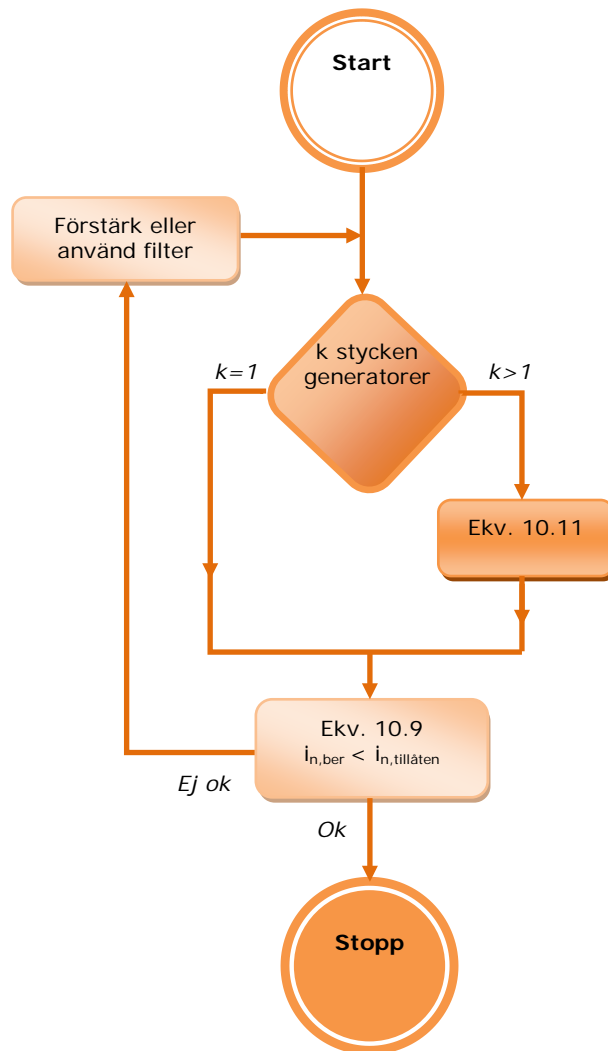 Start
Förstärk eller
använd filter
k stycken
generatorer
k=1
k>1
Ekv. 10.11
Ekv. 10.9
in,ber < in,tillåten
Ej ok
Ok
Stopp